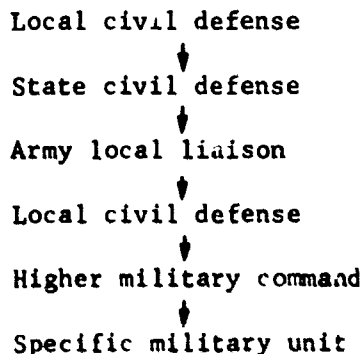 Local civil defense
State civil defense
Army local liaison
Local civil defense
Higher military command
Specific military unit